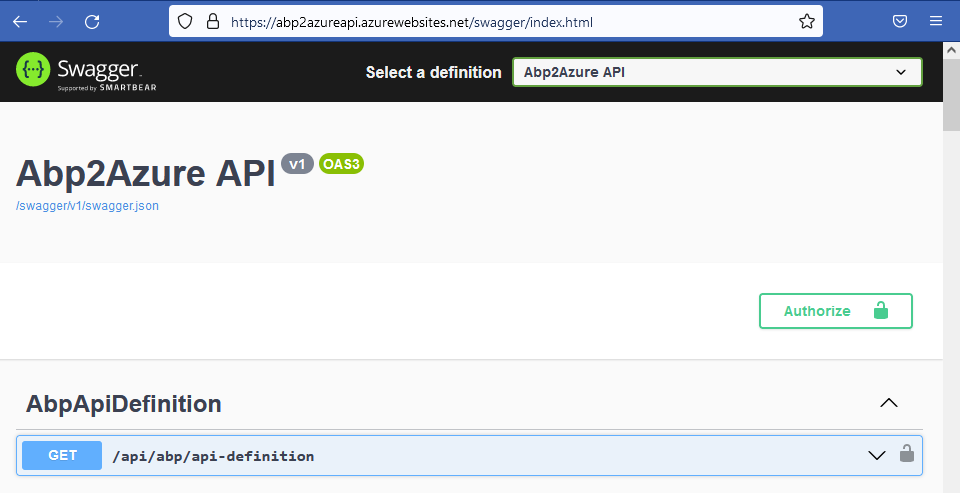 https://abp2azureapi.azurewebsites.net/swagger/index.html
Swagger.
Supported by SMARTBEAR
Select a definition
Abp2Azure API
Abp2Azure API v1 OAS3
/swagger/v1/swagger.json
Authorize
AbpApiDefinition
GET /api/abp/api-definition